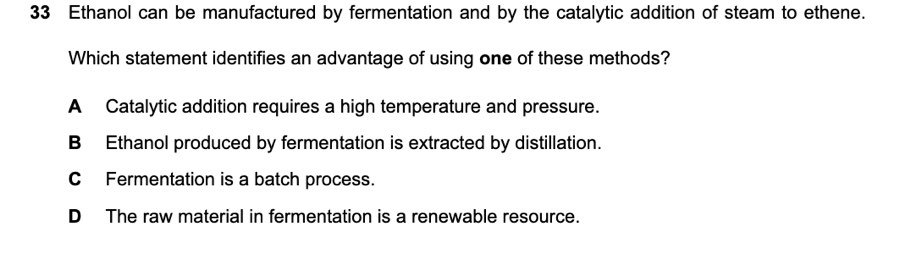 33 Ethanol can be manufactured by fermentation and by the catalytic addition of steam to ethene.
Which statement identifies an advantage of using one of these methods?
A Catalytic addition requires a high temperature and pressure.
B Ethanol produced by fermentation is extracted by distillation.
C Fermentation is a batch process.
D The raw material in fermentation is a renewable resource.